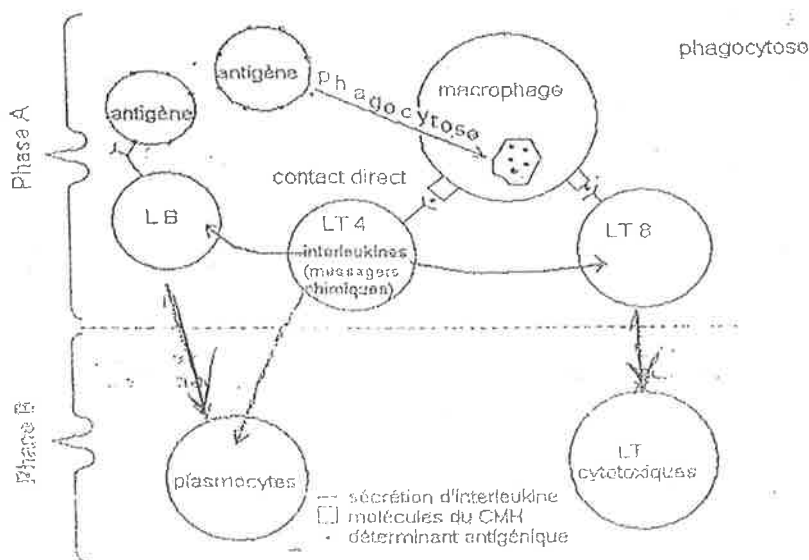 phagocytose
Phase A
antigène
antigène
phagocytose
macrophage
contact direct
LB
LT 4
interleukines
(messagers
chimiques)
LT 8
Phase B
plasmocytes
LT
cytotoxiques
sécrétion d'interleukine
molécules du CMH
déterminant antigénique